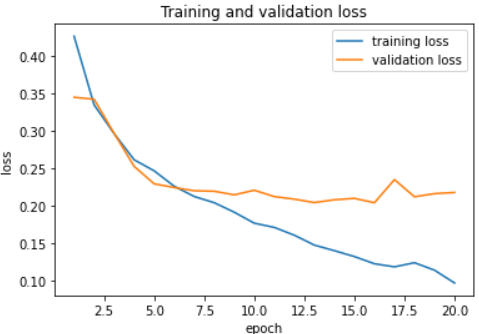 Training and validation loss
training loss
validation loss
loss
0.40
0.35
0.30
0.25
0.20
0.15
0.10
2.5 5.0 7.5 10.0 12.5 15.0 17.5 20.0
epoch